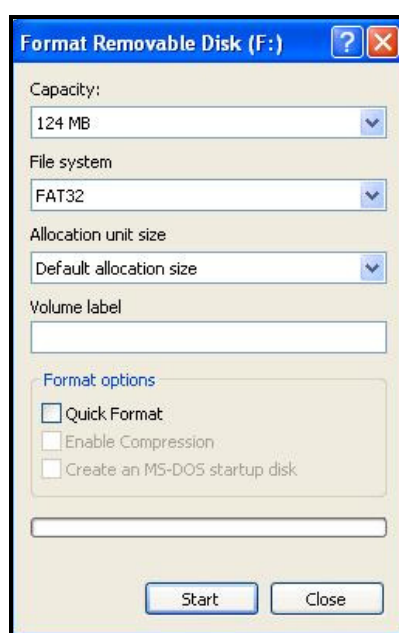 Format Removable Disk (F:)
Capacity:
124 MB
File system
FAT32
Allocation unit size
Default allocation size
Volume label
Format options
Quick Format
Enable Compression
Create an MS-DOS startup disk
Start Close